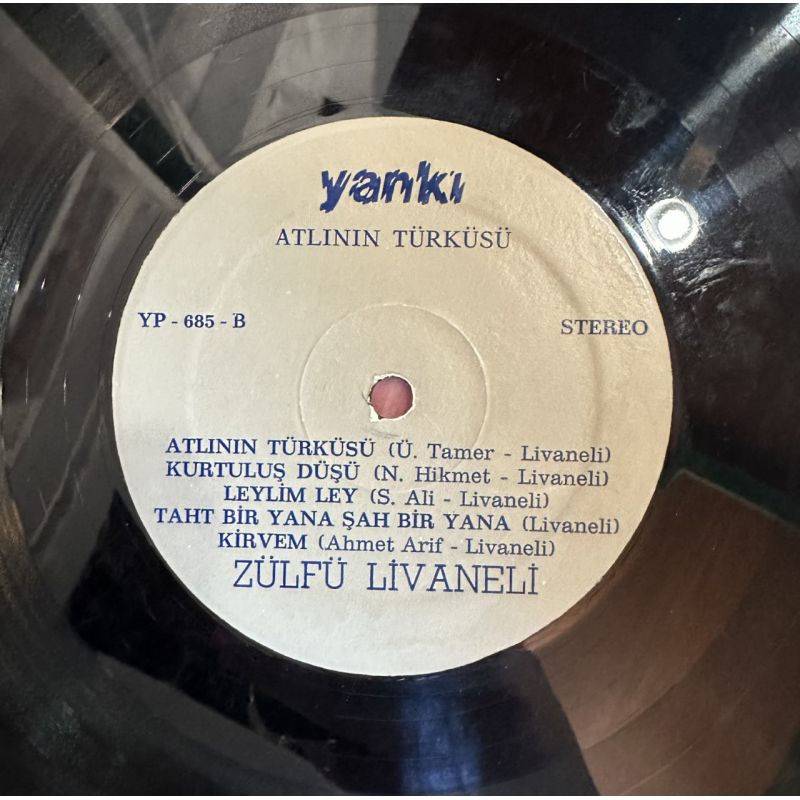 yankı
ATLININ TÜRKÜSÜ
YP - 685 - B
STEREO
ATLININ TÜRKÜSÜ (Ü. Tamer - Livaneli)
KURTULUŞ DÜŞÜ (N. Hikmet - Livaneli)
LEYLİM LEY (S. Ali - Livaneli)
TAHT BİR YANA ŞAH BİR YANA (Livaneli)
KİRVEM (Ahmet Arif - Livaneli)
ZÜLFÜ LİVANELİ